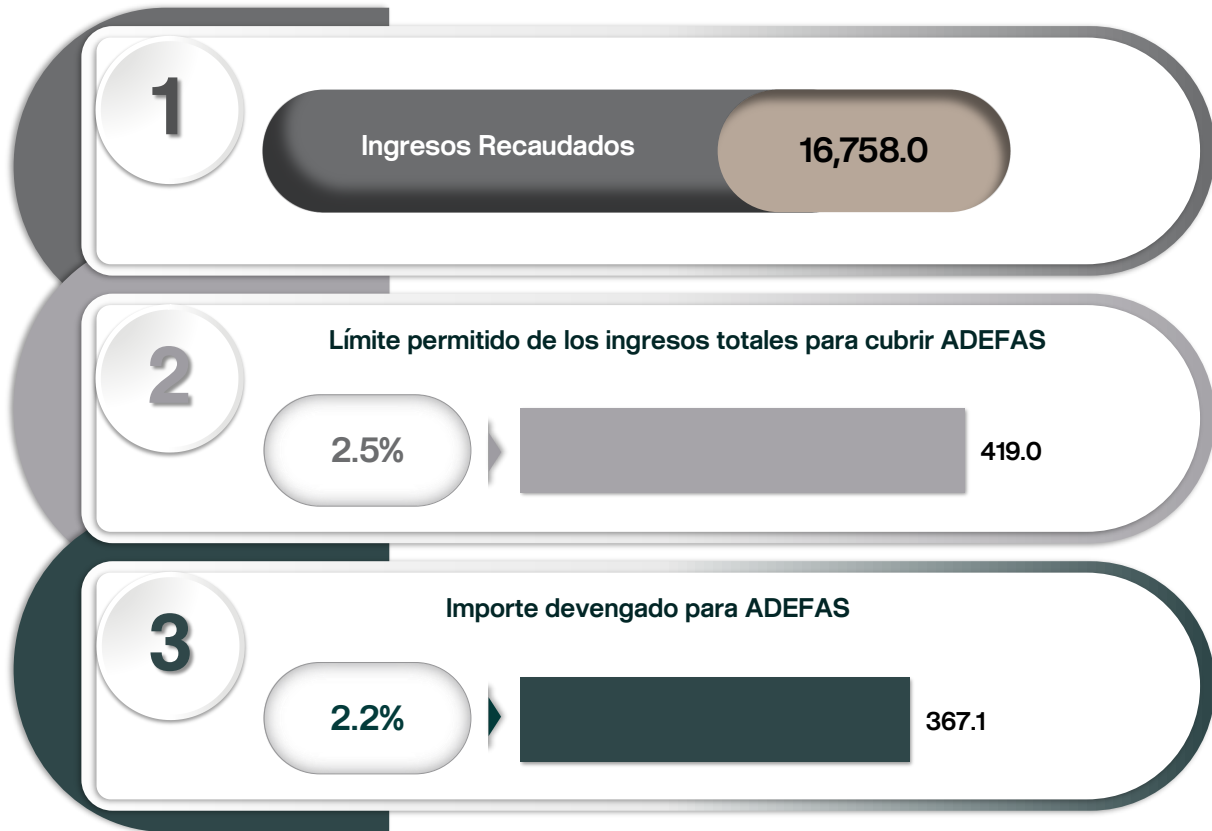 1
Ingresos Recaudados
16,758.0
2
Límite permitido de los ingresos totales para cubrir ADEFAS
2.5%
419.0
3
Importe devengado para ADEFAS
2.2%
367.1